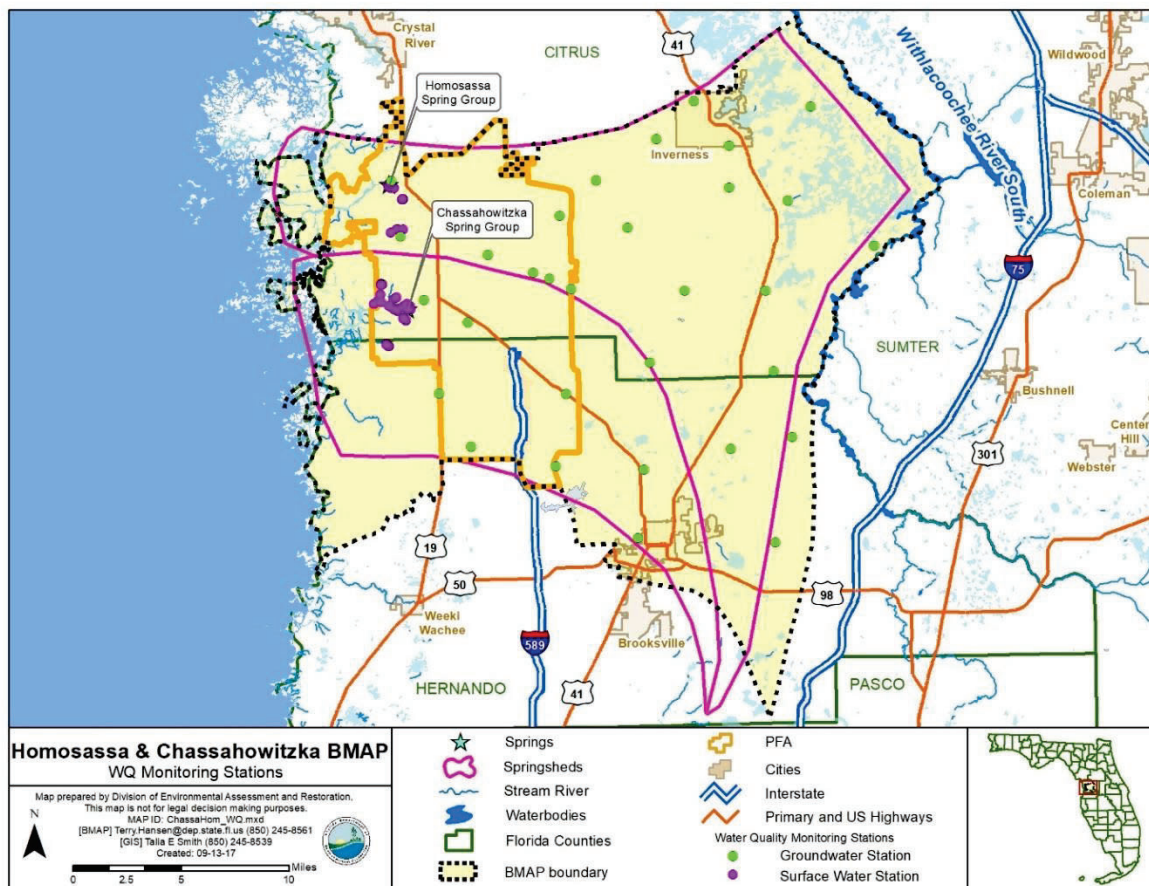 Crystal
River
CITRUS
41
Wildwood
Homosassa
Spring Group
Withlacoochee River South
Inverness
Coleman
Chassahowitzka
Spring Group
75
SUMTER
Bushnell
Center
Hill
301
Webster
19
50
98
Weeki
Wachee
589
Brooksville
HERNANDO
41
PASCO
Homosassa & Chassahowitzka BMAP
WQ Monitoring Stations
Map prepared by Division of Environmental Assessment and Restoration.
This map is not for legal decision making purposes.
MAP ID: ChassaHom_WQ.mxd
[BMAP] Terry.Hansen@dep.state.fl.us (850) 245-8561
[GIS] Talia E Smith (850) 245-8539
Created: 09-13-17
N
Miles
0 2.5 5 10
Springs
Springsheds
Stream River
Waterbodies
Florida Counties
BMAP boundary
PFA
Cities
Interstate
Primary and US Highways
Water Quality Monitoring Stations
Groundwater Station
Surface Water Station